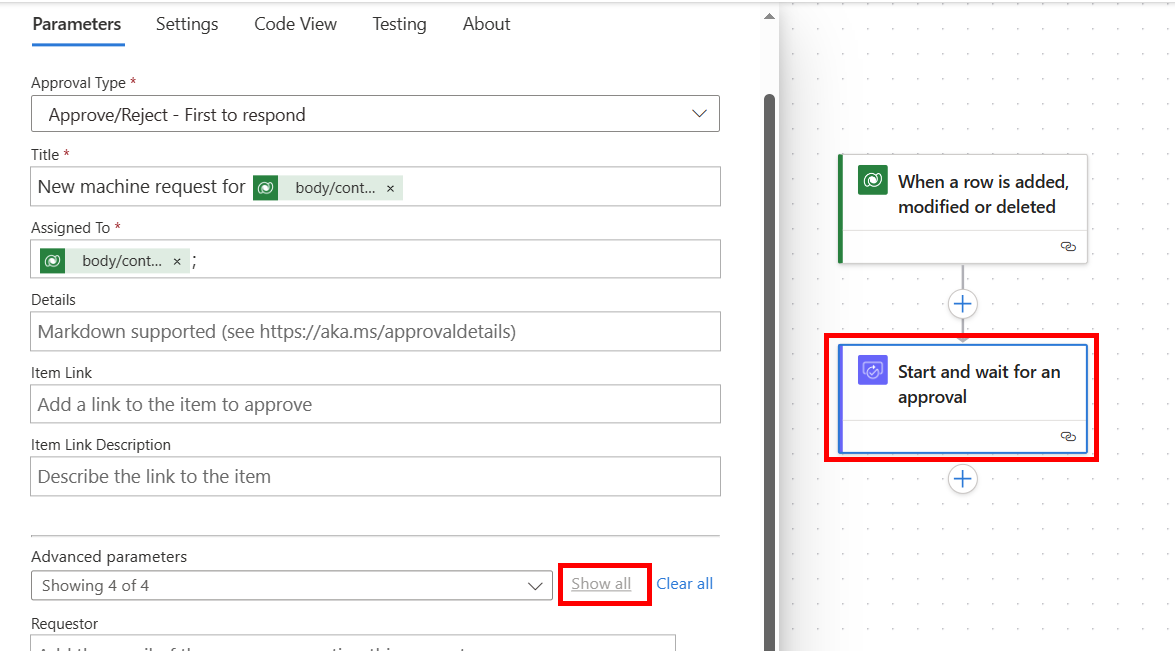 Parameters Settings Code View Testing About
Approval Type *
Approve/Reject - First to respond
Title *
New machine request for body/cont... ×
Assigned To *
body/cont... × ;
Details
Markdown supported (see https://aka.ms/approvaldetails)
Item Link
Add a link to the item to approve
Item Link Description
Describe the link to the item
Advanced parameters
Showing 4 of 4 Show all Clear all
Requestor
When a row is added,
modified or deleted
Start and wait for an
approval